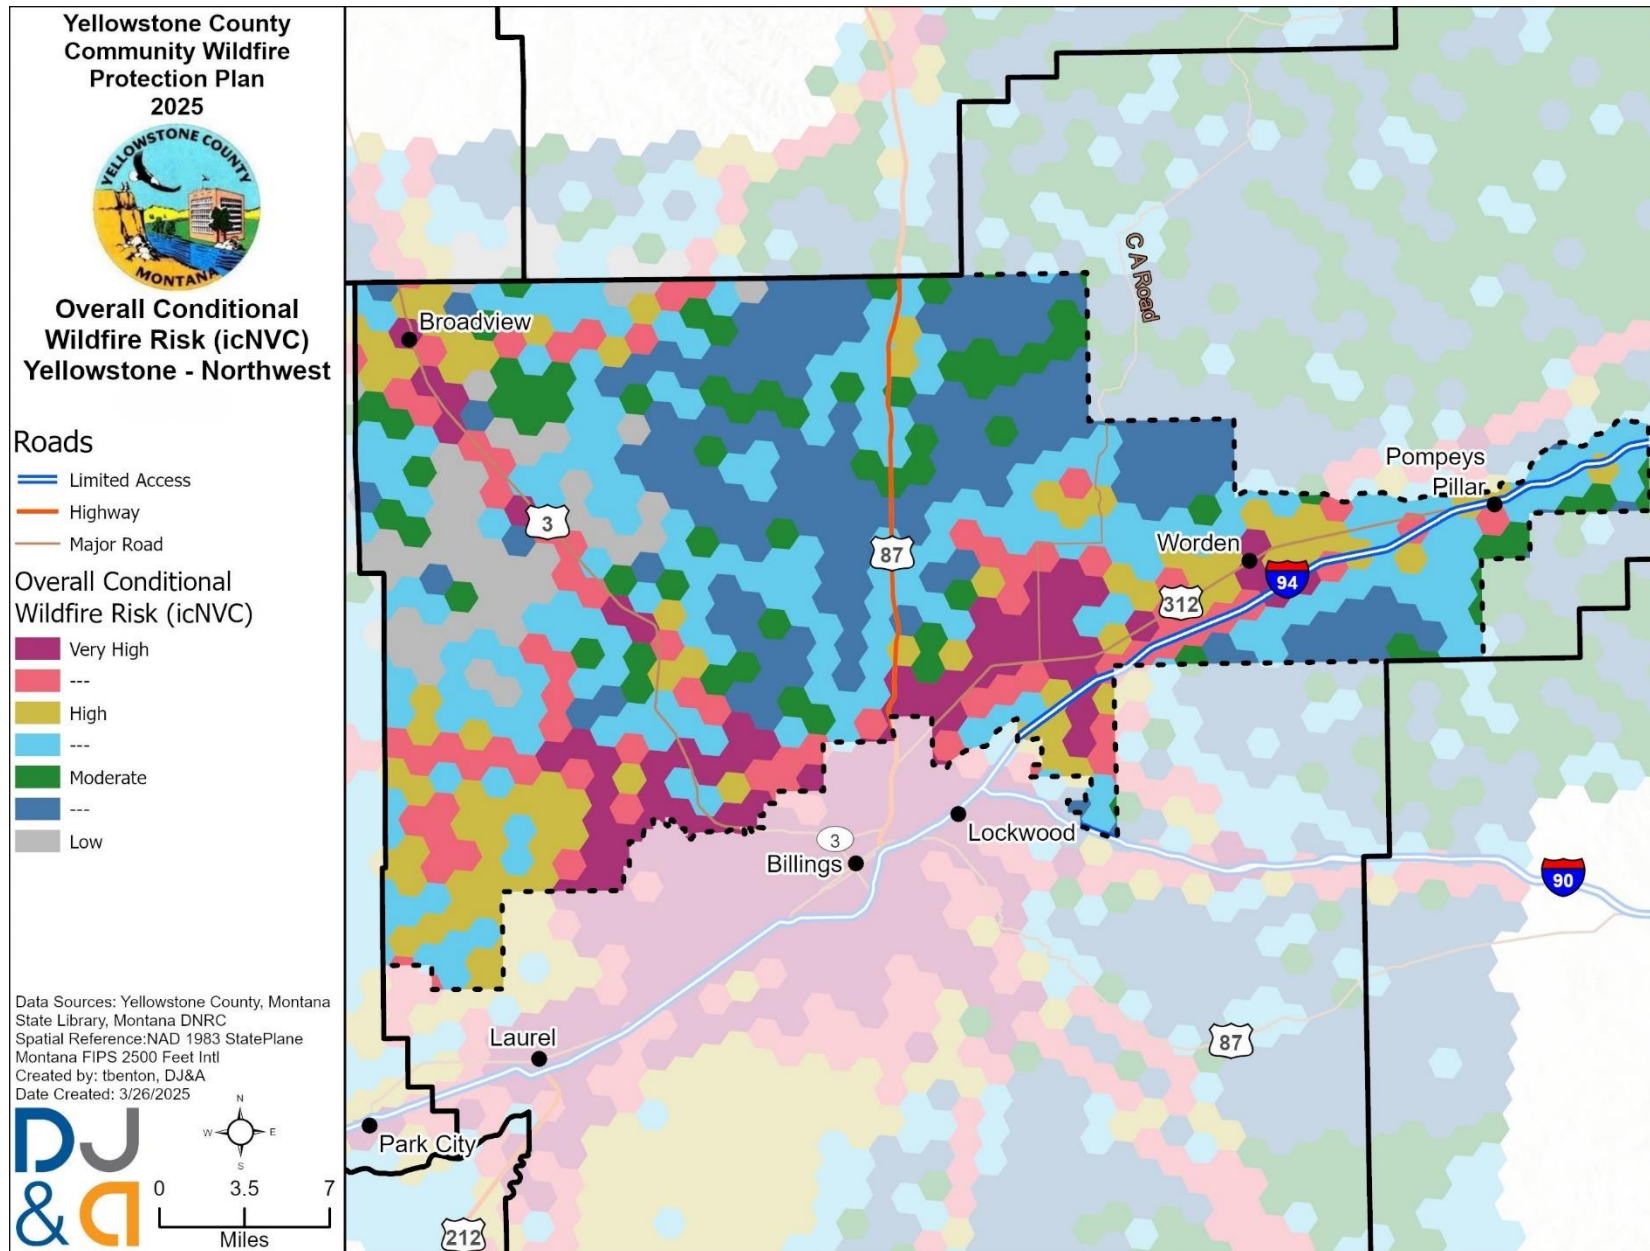 Yellowstone County
Community Wildfire
Protection Plan
2025
YELLOWSTONE COUNTY
MONTANA
Overall Conditional
Wildfire Risk (icNVC)
Yellowstone - Northwest
Roads
Limited Access
Highway
Major Road
Overall Conditional
Wildfire Risk (icNVC)
Very High
---
High
---
Moderate
---
Low
Data Sources: Yellowstone County, Montana
State Library, Montana DNRC
Spatial Reference:NAD 1983 StatePlane
Montana FIPS 2500 Feet Intl
Created by: tbenton, DJ&A
Date Created: 3/26/2025
DJ
&A
N
W E
S
0 3.5 7
Miles
C A Road
Broadview
3
87
Pompeys
Pillar
Worden
94
312
Lockwood
3
Billings
90
Laurel
87
Park City
212